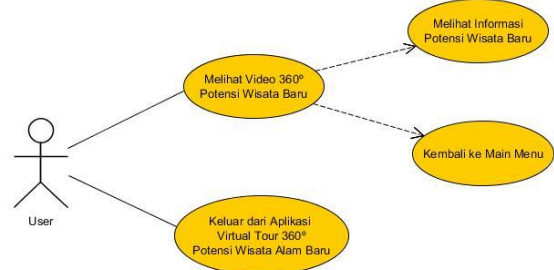 Melihat Informasi
Potensi Wisata Baru
Melihat Video 360º
Potensi Wisata Baru
Kembali ke Main Menu
User
Keluar dari Aplikasi
Virtual Tour 360º
Potensi Wisata Alam Baru